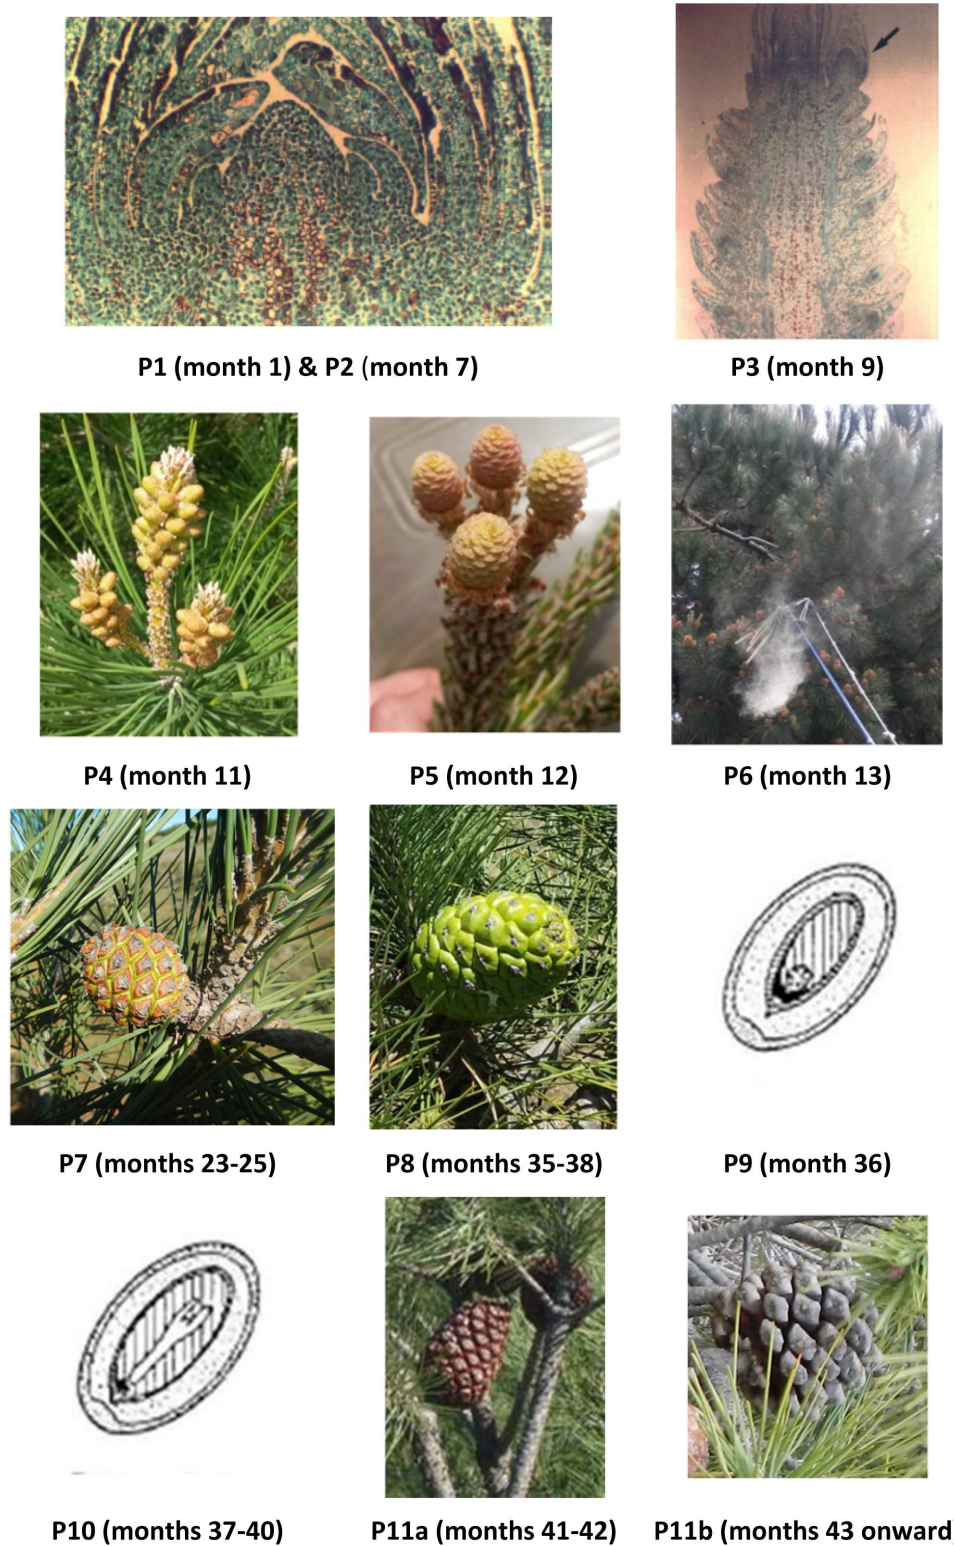 P1 (month 1) & P2 (month 7)
P3 (month 9)
P4 (month 11)
P5 (month 12)
P6 (month 13)
P7 (months 23-25)
P8 (months 35-38)
P9 (month 36)
P10 (months 37-40)
P11a (months 41-42)
P11b (months 43 onward